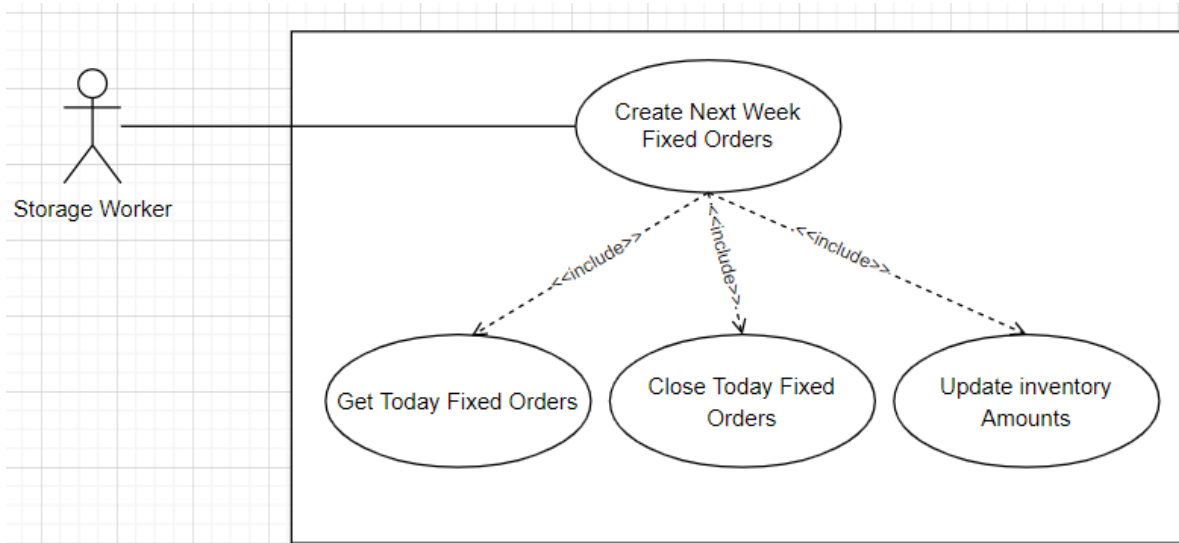 Create Next Week
Fixed Orders
Storage Worker
<<include>>
<<include>>
<<include>>
Get Today Fixed Orders
Close Today Fixed
Orders
Update inventory
Amounts